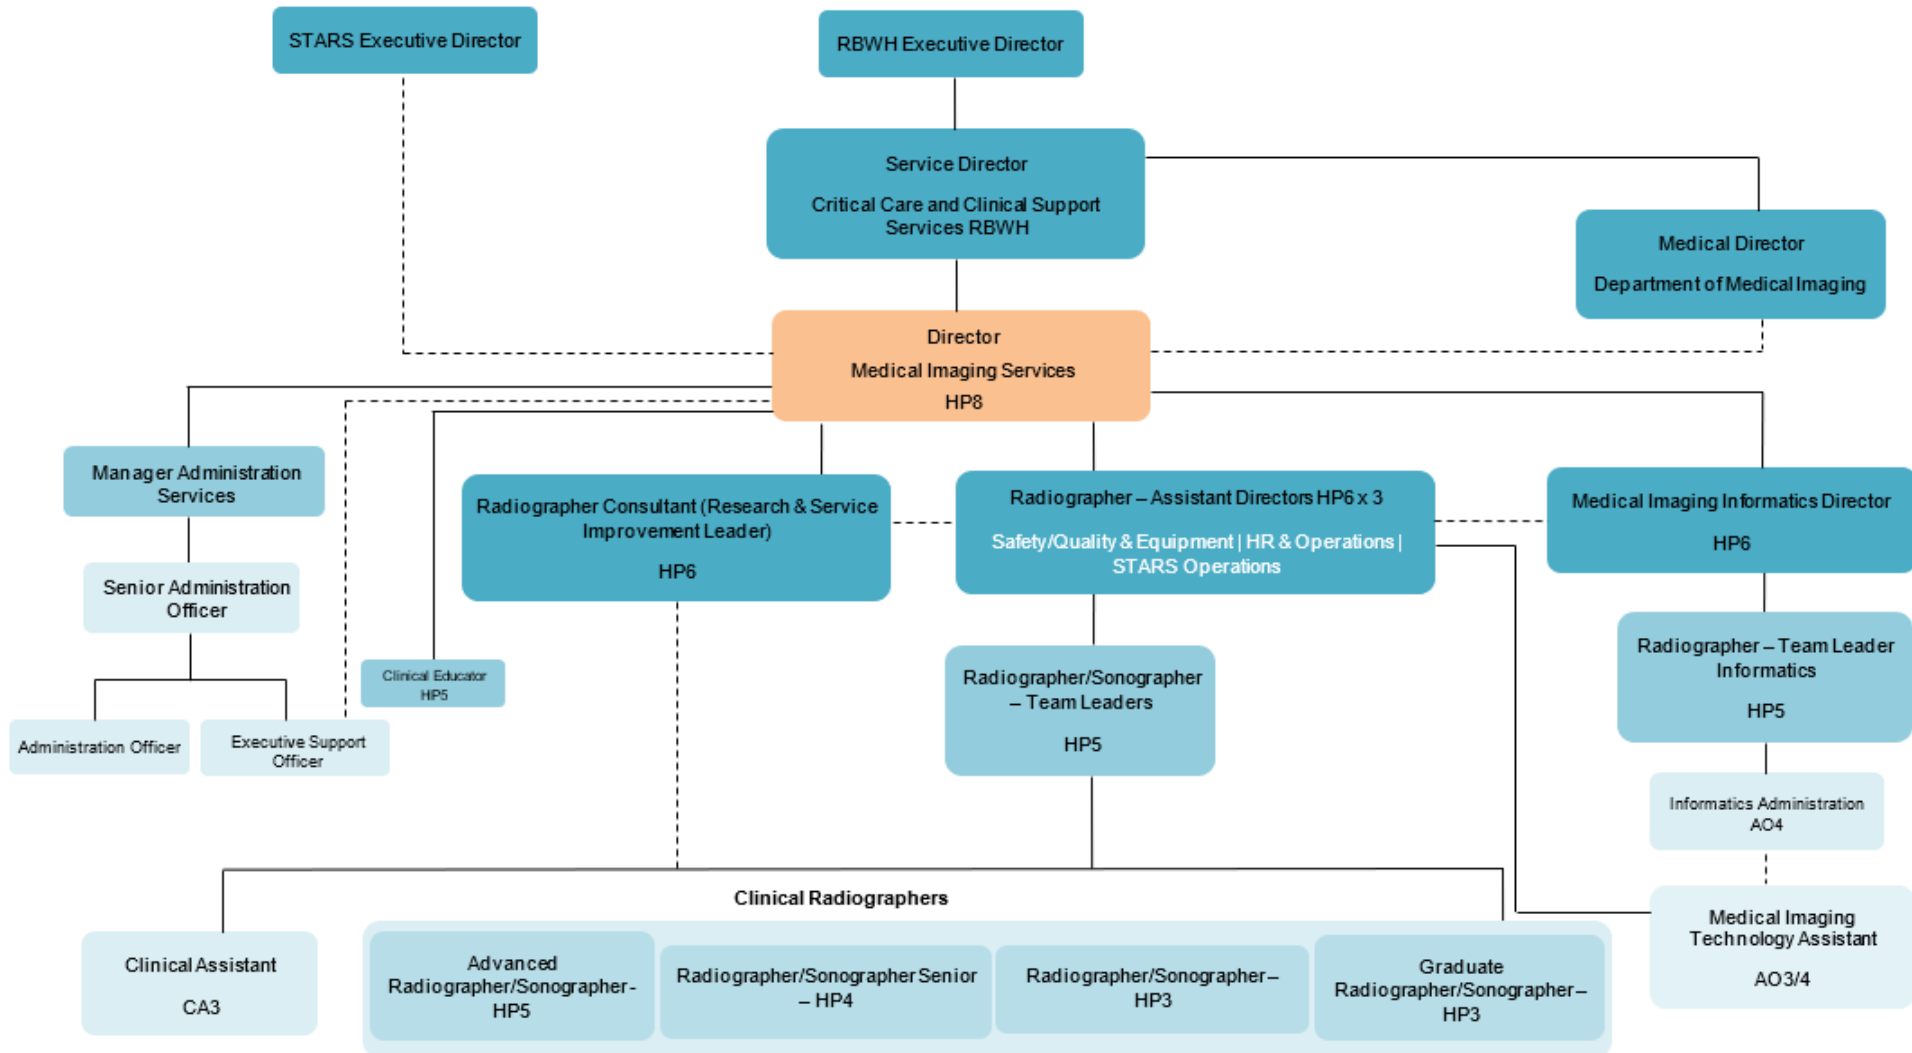 STARS Executive Director
RBWH Executive Director
Service Director
Critical Care and Clinical Support
Services RBWH
Medical Director
Department of Medical Imaging
Director
Medical Imaging Services
HP8
Manager Administration
Services
Radiographer Consultant (Research & Service
Improvement Leader)
HP6
Radiographer – Assistant Directors HP6 x 3
Safety/Quality & Equipment | HR & Operations |
STARS Operations
Medical Imaging Informatics Director
HP6
Senior Administration
Officer
Clinical Educator
HP5
Radiographer/Sonographer
– Team Leaders
HP5
Radiographer – Team Leader
Informatics
HP5
Administration Officer
Executive Support
Officer
Informatics Administration
AO4
Clinical Radiographers
Clinical Assistant
CA3
Advanced
Radiographer/Sonographer-
HP5
Radiographer/Sonographer Senior
– HP4
Radiographer/Sonographer –
HP3
Graduate
Radiographer/Sonographer –
HP3
Medical Imaging
Technology Assistant
AO3/4